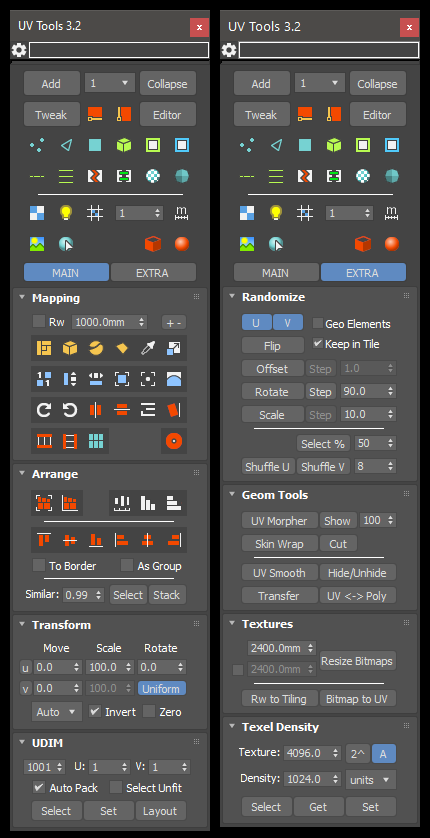 UV Tools 3.2 x
Add 1 Collapse
Tweak Editor
1 m
MAIN EXTRA
Mapping
Rw 1000.0mm + -
1 1
Arrange
To Border As Group
Similar: 0.99 Select Stack
Transform
Move Scale Rotate
u 0.0 100.0 0.0
v 0.0 100.0 Uniform
Auto Invert Zero
UDIM
1001 U: 1 V: 1
Auto Pack Select Unfit
Select Set Layout
UV Tools 3.2 x
Add 1 Collapse
Tweak Editor
1 m
MAIN EXTRA
Randomize
U V Geo Elements
Flip Keep in Tile
Offset Step 1.0
Rotate Step 90.0
Scale Step 10.0
Select % 50
Shuffle U Shuffle V 8
Geom Tools
UV Morpher Show 100
Skin Wrap Cut
UV Smooth Hide/Unhide
Transfer UV <-> Poly
Textures
2400.0mm Resize Bitmaps
2400.0mm
Rw to Tiling Bitmap to UV
Texel Density
Texture: 4096.0 2^ A
Density: 1024.0 units
Select Get Set